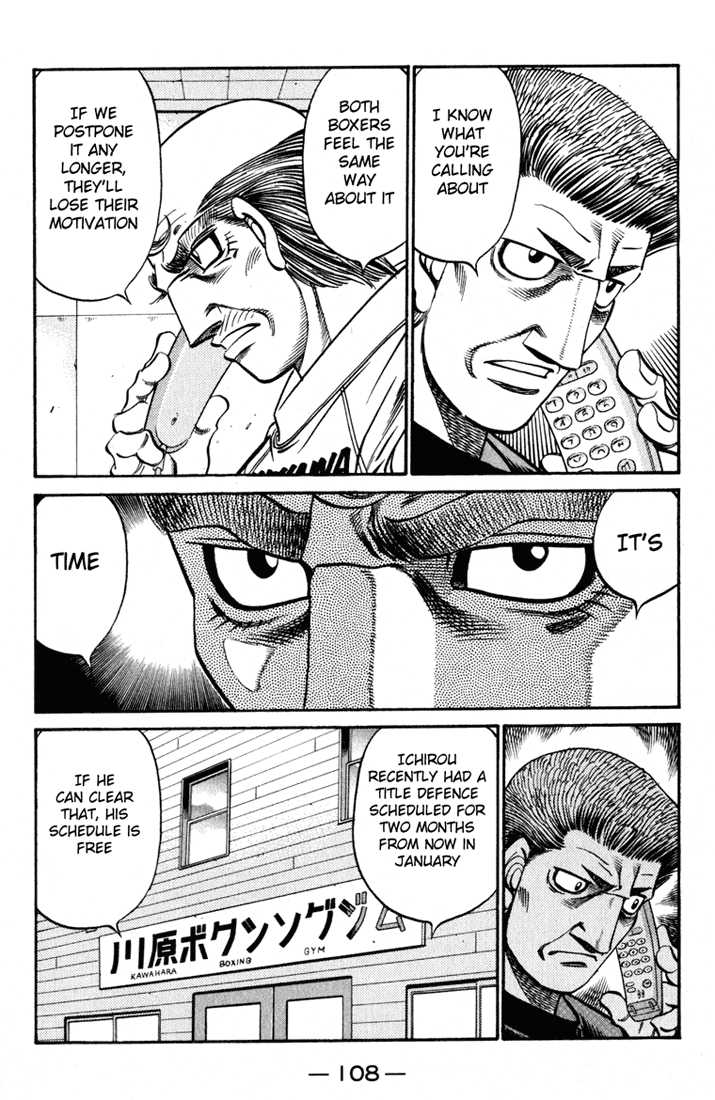 I KNOW
WHAT
YOU'RE
CALLING
ABOUT
BOTH
BOXERS
FEEL THE
SAME
WAY
ABOUT IT
IF WE
POSTPONE
IT ANY
LONGER,
THEY'LL
LOSE THEIR
MOTIVATION
KAWA
IT'S
TIME
ICHIROU
RECENTLY HAD A
TITLE DEFENCE
SCHEDULED FOR
TWO MONTHS
FROM NOW IN
JANUARY
IF HE
CAN CLEAR
THAT, HIS
SCHEDULE IS
FREE
川原ボクシングジム
KAWAHARA BOXING GYM
— 108 —